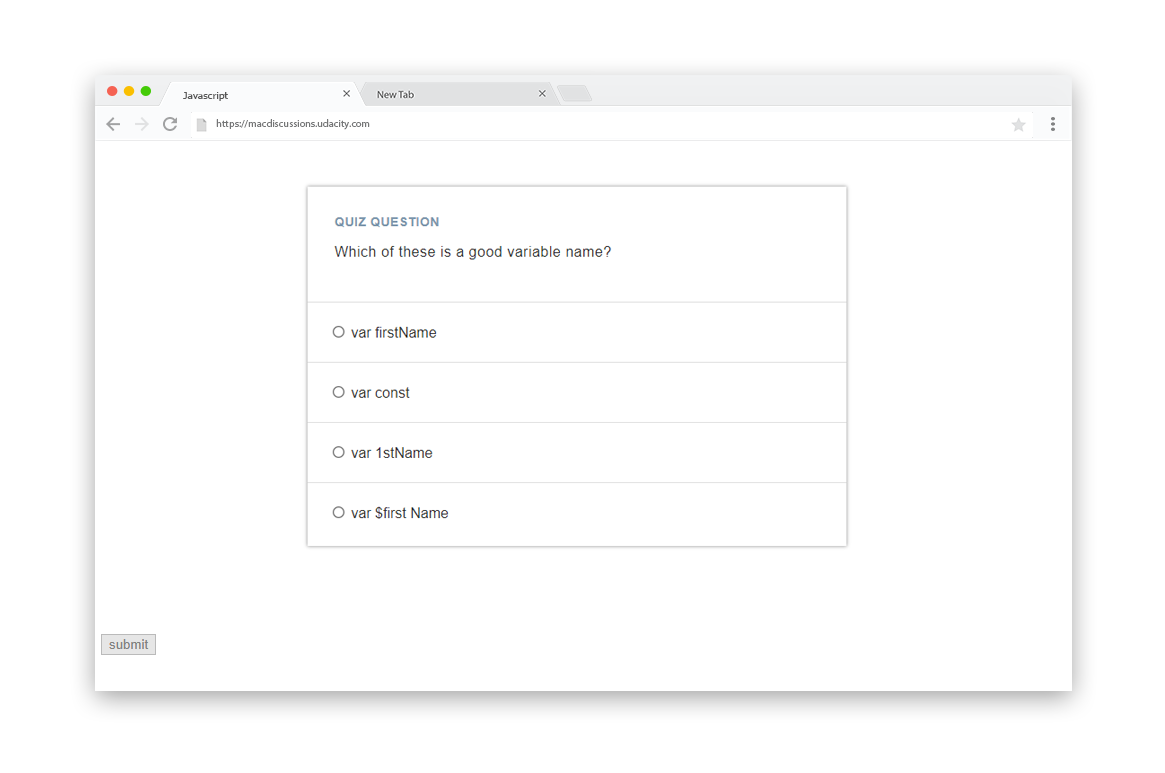 Javascript
New Tab
https://macdiscussions.udacity.com
QUIZ QUESTION
Which of these is a good variable name?
var firstName
var const
var 1stName
var $first Name
submit